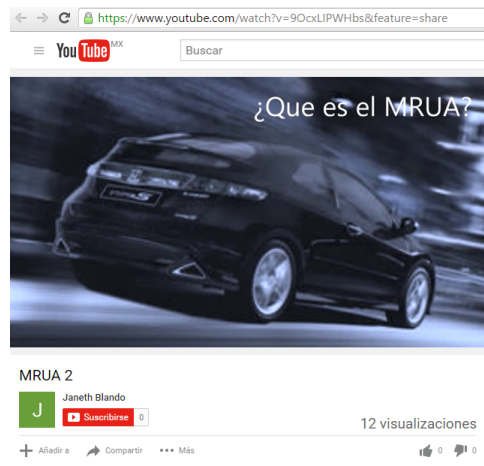 https://www.youtube.com/watch?v=9OcxLIPWHbs&feature=share
YouTube MX
Buscar
¿Que es el MRUA?
MRUA 2
J
Janeth Blando
Suscribirse 0
12 visualizaciones
Añadir a Compartir Más 0 0